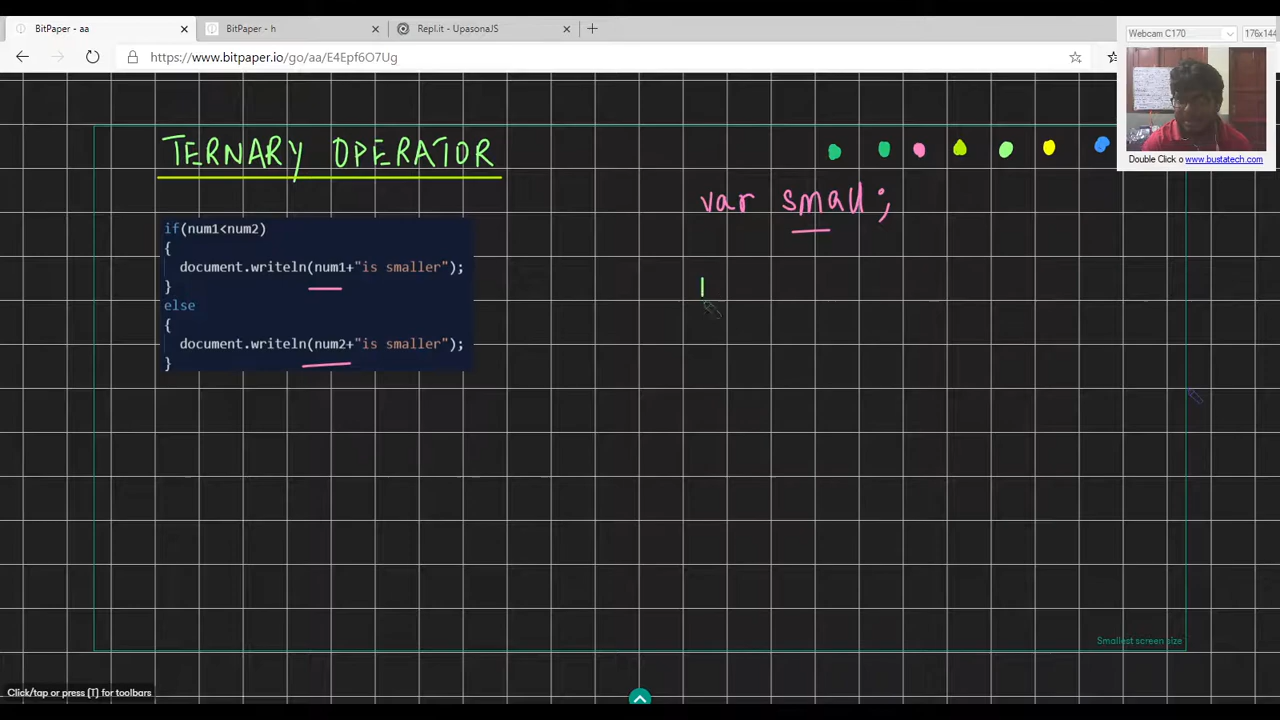 BitPaper - aa
BitPaper - h
Repl.it - UpasonaJS
https://www.bitpaper.io/go/aa/E4Epf6O7Ug
Webcam C170
176x144
Double Click o www.bustatech.com
TERNARY OPERATOR
var small;
if(num1<num2)
{
document.writeln(num1+"is smaller");
}
else
{
document.writeln(num2+"is smaller");
}
Smallest screen size
Click/tap or press [T] for toolbars